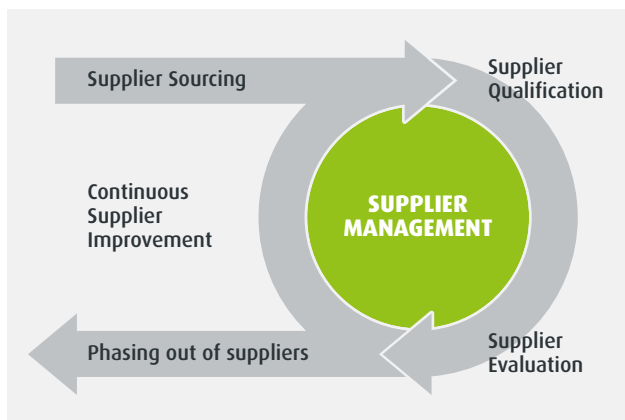 Supplier Sourcing
Supplier
Qualification
Continuous
Supplier
Improvement
SUPPLIER
MANAGEMENT
Phasing out of suppliers
Supplier
Evaluation